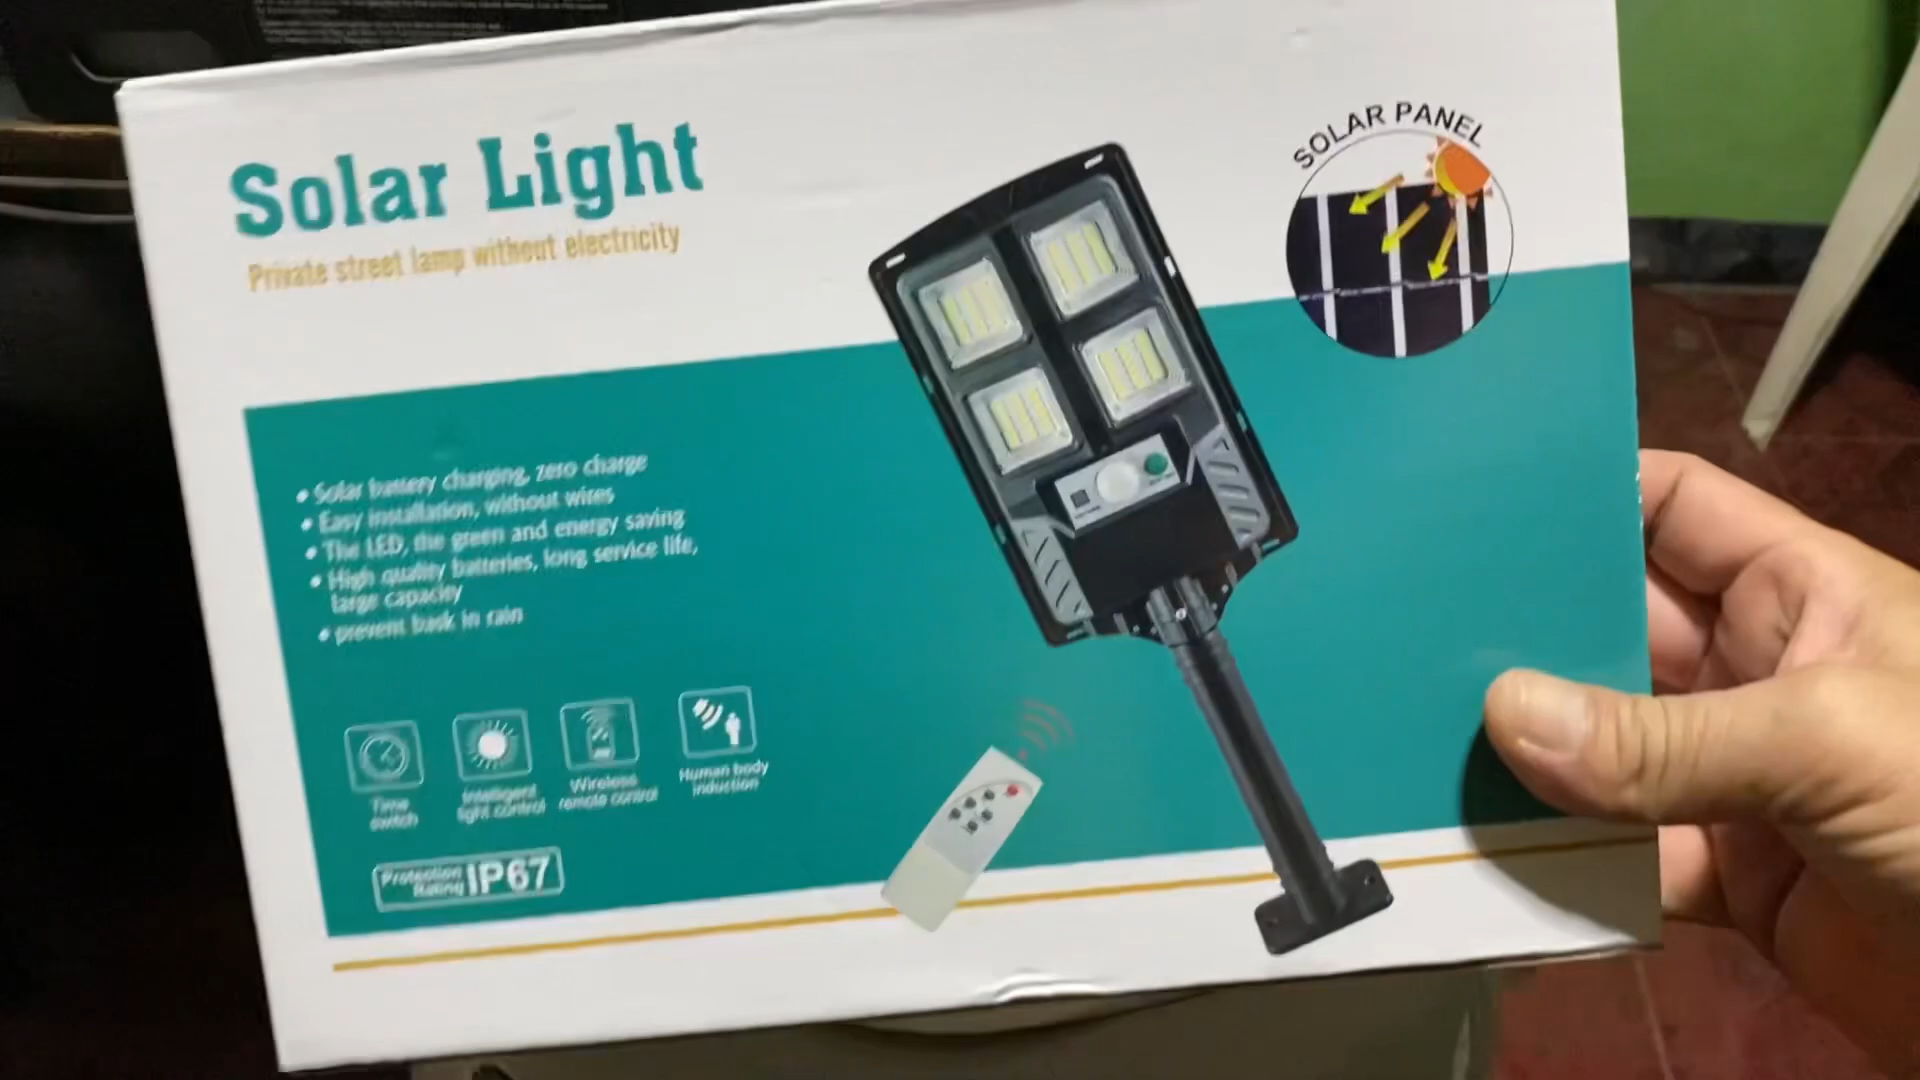 Solar Light
Private street lamp without electricity
SOLAR PANEL
• Solar battery charging, zero charge
• Easy installation, without wires
• The LED, the green and energy saving
• High quality batteries, long service life,
large capacity
• prevent bask in rain
Time
switch
Intelligent
light control
Wireless
remote control
Human body
induction
Protection
Rating IP67